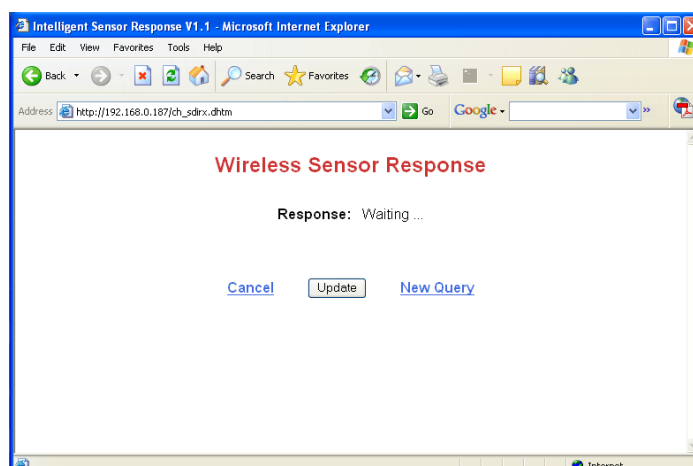 Intelligent Sensor Response V1.1 - Microsoft Internet Explorer
File Edit View Favorites Tools Help
Back Search Favorites
Address http://192.168.0.187/ch_sdirx.dhtm Go Google »
Wireless Sensor Response
Response: Waiting ...
Cancel Update New Query
Internet